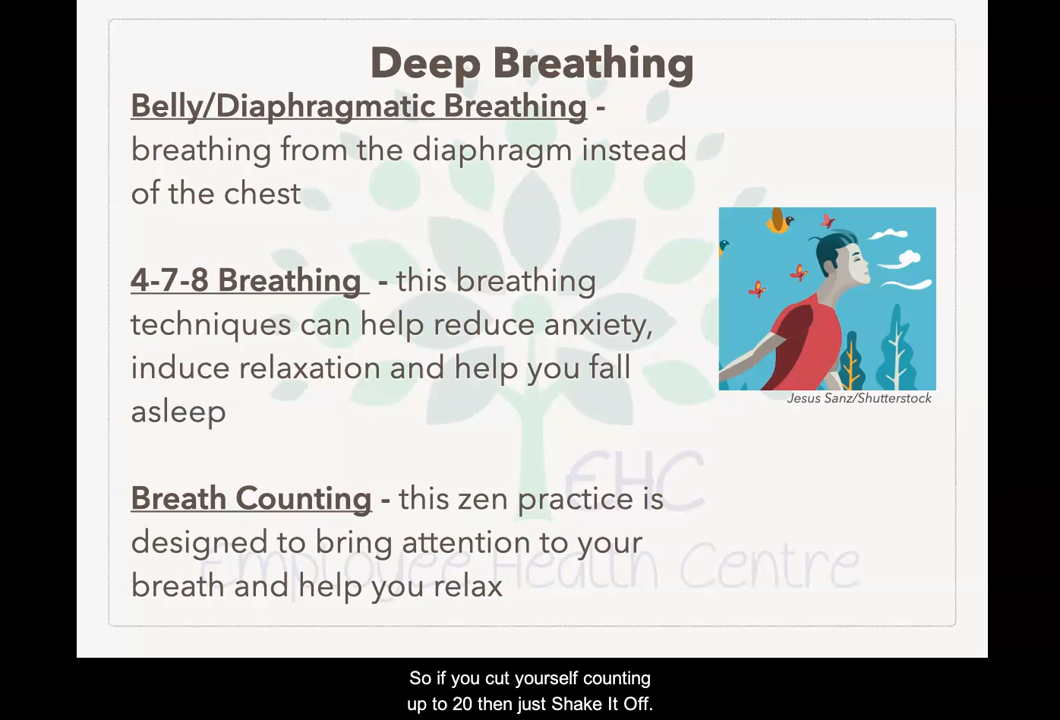 Deep Breathing
Belly/Diaphragmatic Breathing -
breathing from the diaphragm instead
of the chest
4-7-8 Breathing - this breathing
techniques can help reduce anxiety,
induce relaxation and help you fall
asleep
Jesus Sanz/Shutterstock
Breath Counting - this zen practice is
designed to bring attention to your
breath and help you relax
EHC
Employee Health Centre
So if you cut yourself counting
up to 20 then just Shake It Off.